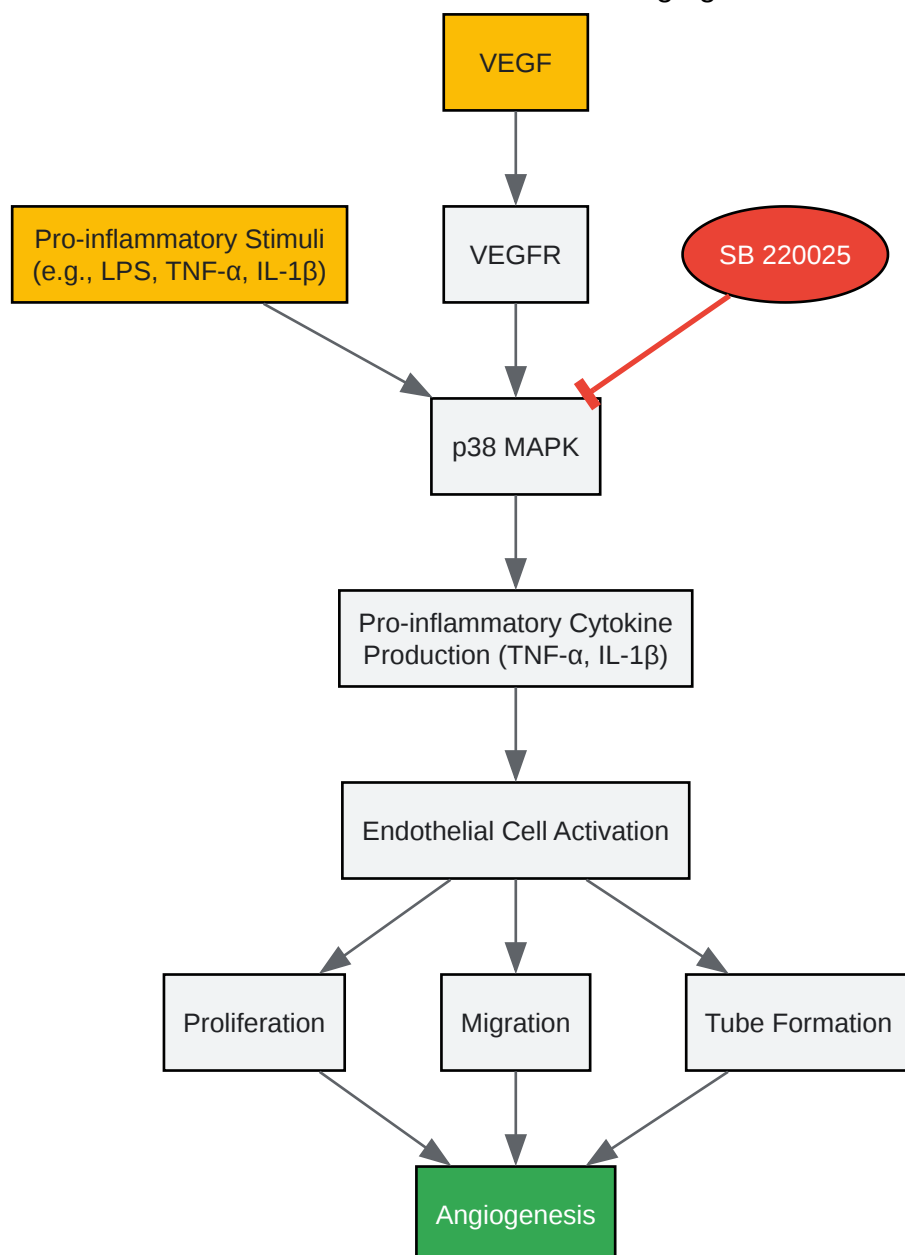 VEGF
Pro-inflammatory Stimuli
(e.g., LPS, TNF-α, IL-1β)
VEGFR
SB 220025
p38 MAPK
Pro-inflammatory Cytokine
Production (TNF-α, IL-1β)
Endothelial Cell Activation
Proliferation
Migration
Tube Formation
Angiogenesis